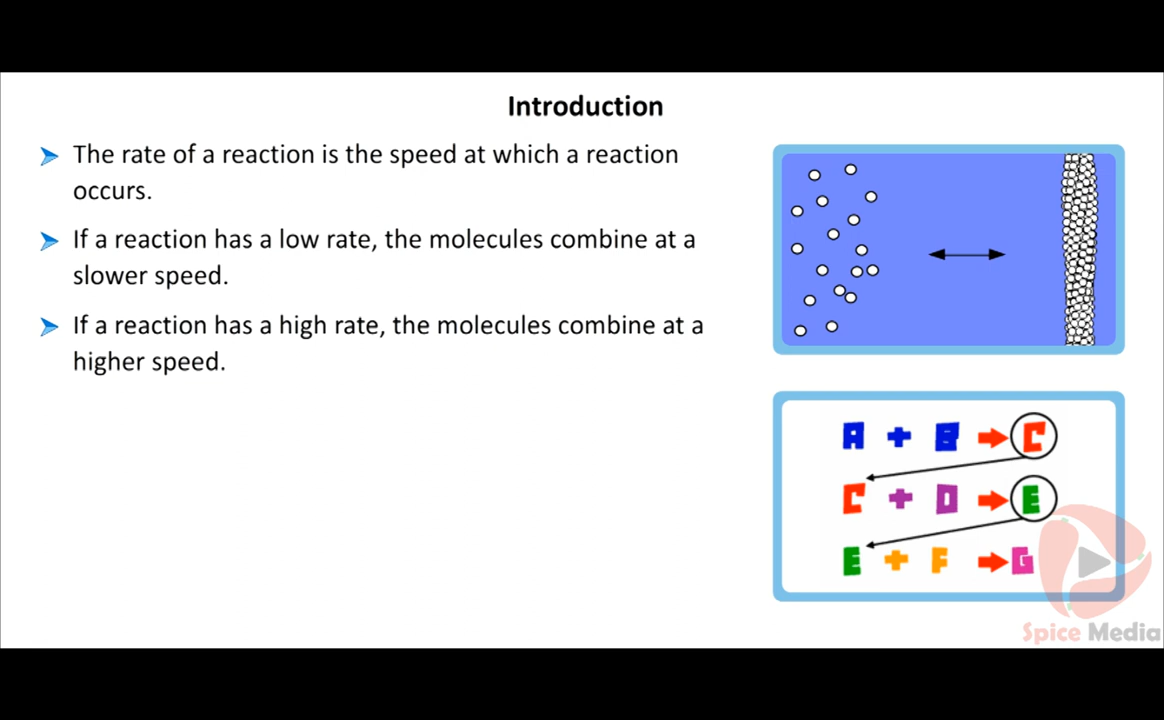 Introduction
The rate of a reaction is the speed at which a reaction
occurs.
If a reaction has a low rate, the molecules combine at a
slower speed.
If a reaction has a high rate, the molecules combine at a
higher speed.
A + B → C
C + D → E
E + F → G
Spice Media